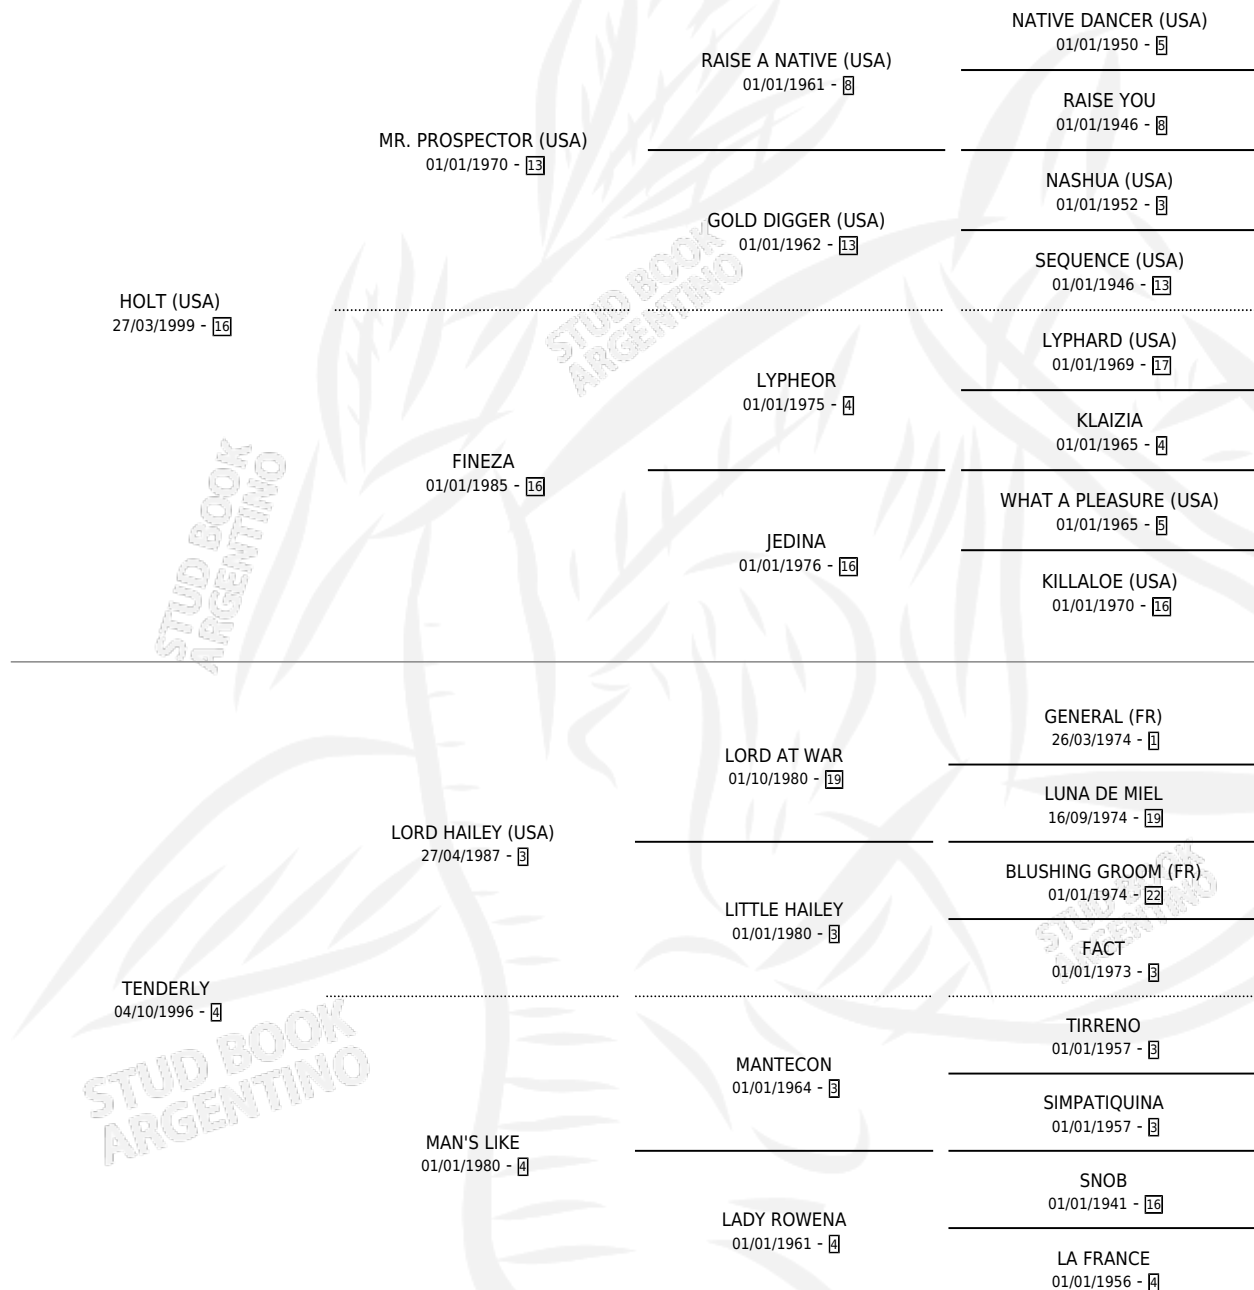 NATIVE DANCER (USA)
01/01/1950 - 5
RAISE A NATIVE (USA)
01/01/1961 - 8
RAISE YOU
01/01/1946 - 8
MR. PROSPECTOR (USA)
01/01/1970 - 13
NASHUA (USA)
01/01/1952 - 3
GOLD DIGGER (USA)
01/01/1962 - 13
SEQUENCE (USA)
01/01/1946 - 13
HOLT (USA)
27/03/1999 - 16
STUD BOOK
ARGENTINO
LYPHARD (USA)
01/01/1969 - 17
LYPHEOR
01/01/1975 - 4
KLAIZIA
01/01/1965 - 4
FINEZA
01/01/1985 - 16
WHAT A PLEASURE (USA)
01/01/1965 - 5
JEDINA
01/01/1976 - 16
KILLALOE (USA)
01/01/1970 - 16
STUD BOOK
ARGENTINO
GENERAL (FR)
26/03/1974 - 1
LORD AT WAR
01/10/1980 - 19
LUNA DE MIEL
16/09/1974 - 19
LORD HAILEY (USA)
27/04/1987 - 3
BLUSHING GROOM (FR)
01/01/1974 - 22
LITTLE HAILEY
01/01/1980 - 3
STUD BOOK
ARGENTINO
FACT
01/01/1973 - 3
TENDERLY
04/10/1996 - 4
STUD BOOK
ARGENTINO
TIRRENO
01/01/1957 - 3
MANTECON
01/01/1964 - 3
SIMPATIQUINA
01/01/1957 - 3
MAN'S LIKE
01/01/1980 - 4
SNOB
01/01/1941 - 16
LADY ROWENA
01/01/1961 - 4
LA FRANCE
01/01/1956 - 4